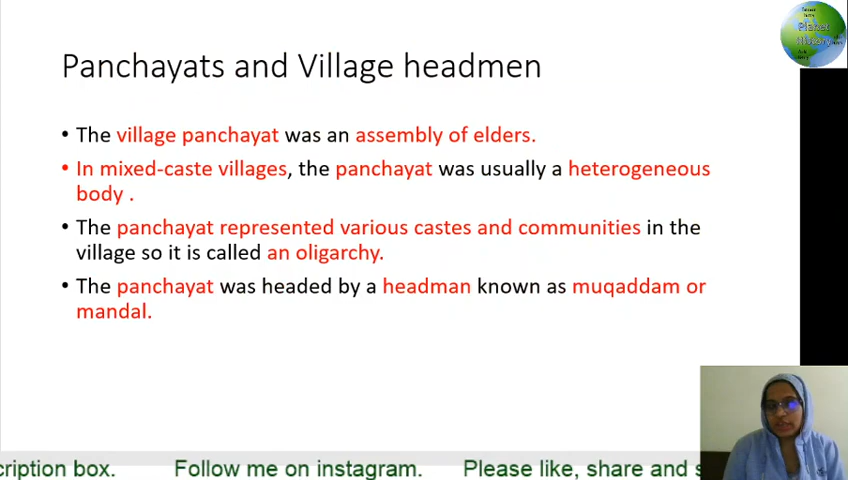 Planet
History
Panchayats and Village headmen
• The village panchayat was an assembly of elders.
• In mixed-caste villages, the panchayat was usually a heterogeneous
body .
• The panchayat represented various castes and communities in the
village so it is called an oligarchy.
• The panchayat was headed by a headman known as muqaddam or
mandal.
cription box. Follow me on instagram. Please like, share and s